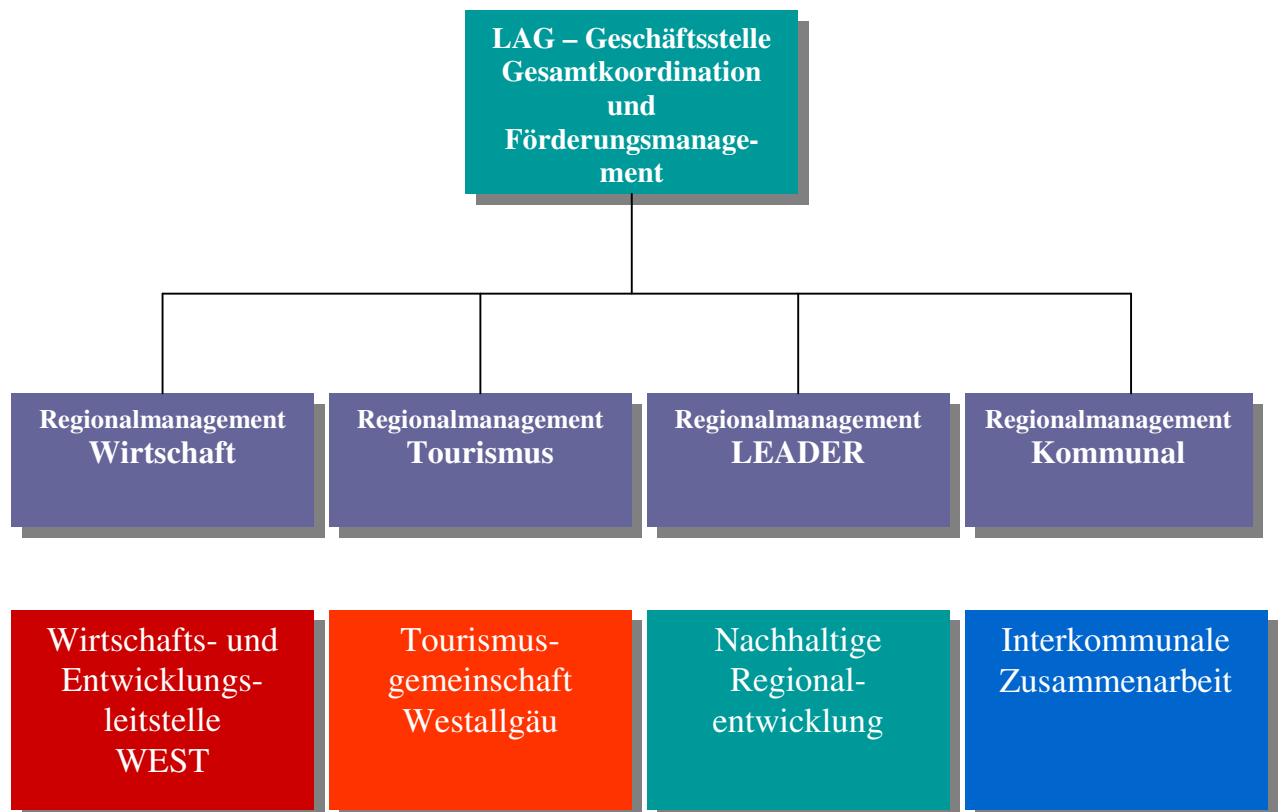 LAG – Geschäftsstelle
Gesamtkoordination
und
Förderungsmanage-
ment
Regionalmanagement
Wirtschaft
Regionalmanagement
Tourismus
Regionalmanagement
LEADER
Regionalmanagement
Kommunal
Wirtschafts- und
Entwicklungs-
leitstelle
WEST
Tourismus-
gemeinschaft
Westallgäu
Nachhaltige
Regional-
entwicklung
Interkommunale
Zusammenarbeit